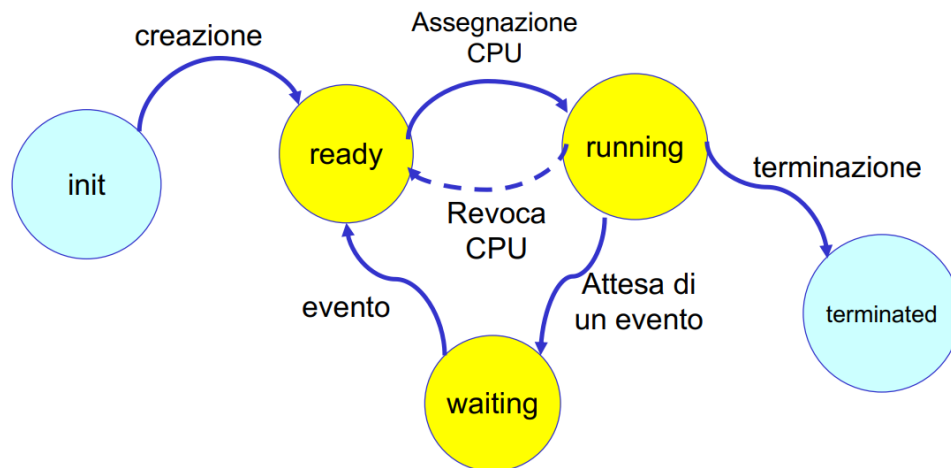 creazione
Assegnazione
CPU
init
ready
running
terminazione
Revoca
CPU
evento
Attesa di
un evento
terminated
waiting